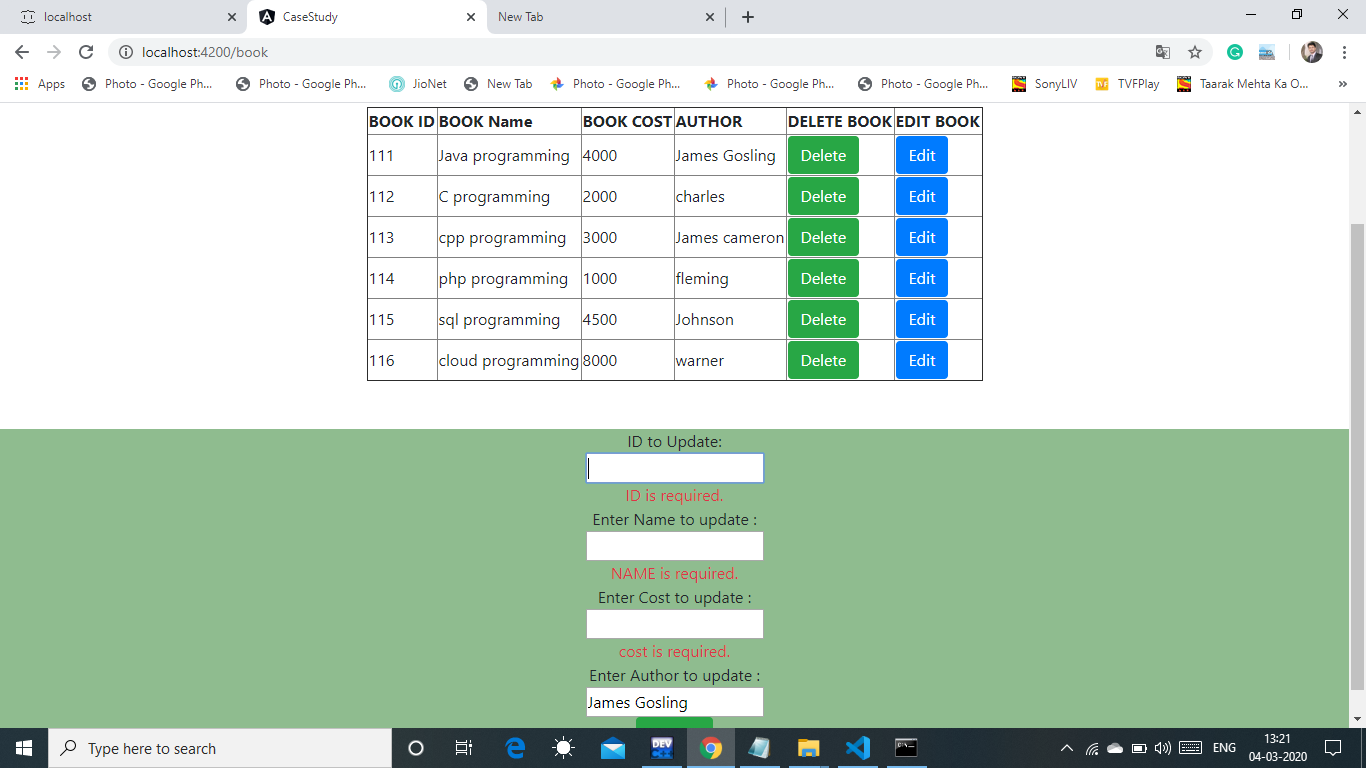 localhost
CaseStudy
New Tab
localhost:4200/book
Apps Photo - Google Ph... Photo - Google Ph... JioNet New Tab Photo - Google Ph... Photo - Google Ph... Photo - Google Ph... SonyLIV TVFPlay Taarak Mehta Ka O... »
BOOK ID BOOK Name BOOK COST AUTHOR DELETE BOOK EDIT BOOK
111 Java programming 4000 James Gosling Delete Edit
112 C programming 2000 charles Delete Edit
113 cpp programming 3000 James cameron Delete Edit
114 php programming 1000 fleming Delete Edit
115 sql programming 4500 Johnson Delete Edit
116 cloud programming 8000 warner Delete Edit
ID to Update:
ID is required.
Enter Name to update :
NAME is required.
Enter Cost to update :
cost is required.
Enter Author to update :
James Gosling
Type here to search
DEV
ENG
13:21
04-03-2020